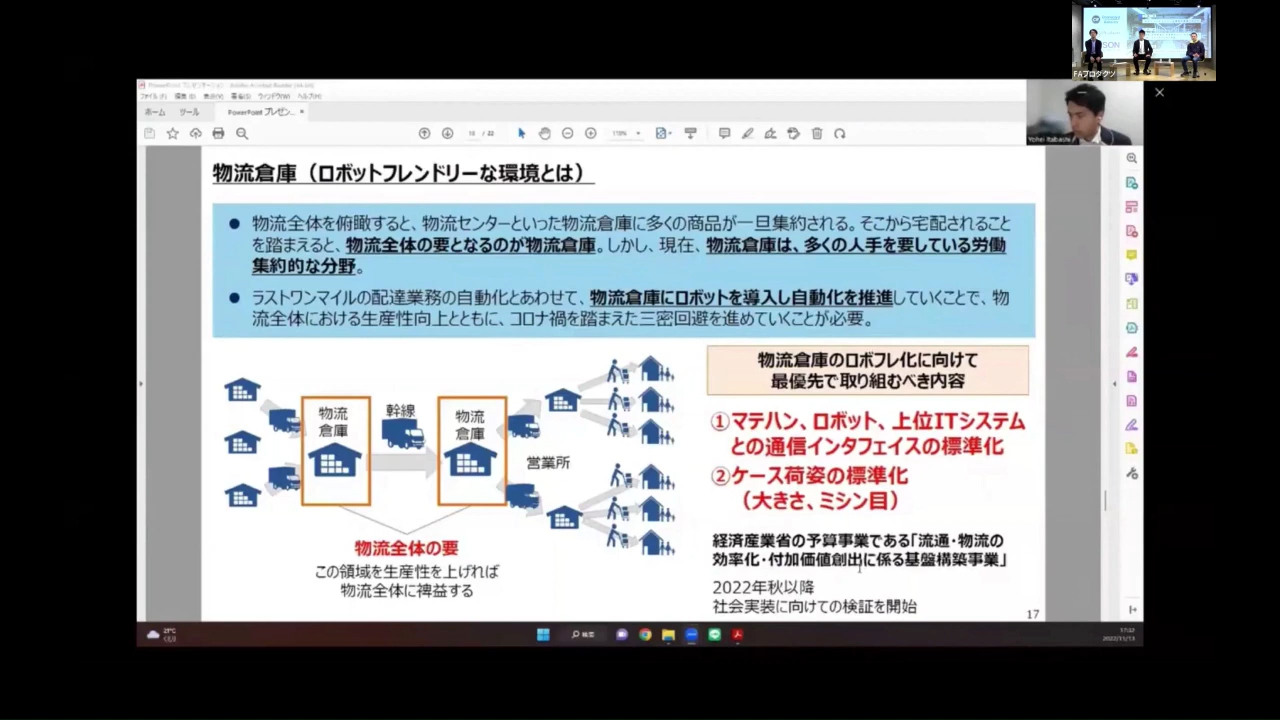 FAプロダクツ
ホーム ツール PowerPoint プレゼン... ×
Yohei Itabashi
物流倉庫(ロボットフレンドリーな環境とは)
● 物流全体を俯瞰すると、物流センターといった物流倉庫に多くの商品が一旦集約される。そこから宅配されること
を踏まえると、物流全体の要となるのが物流倉庫。しかし、現在、物流倉庫は、多くの人手を要している労働
集約的な分野。
● ラストワンマイルの配達業務の自動化とあわせて、物流倉庫にロボットを導入し自動化を推進していくことで、物
流全体における生産性向上とともに、コロナ禍を踏まえた三密回避を進めていくことが必要。
物流
倉庫
幹線
物流
倉庫
営業所
物流全体の要
この領域を生産性を上げれば
物流全体に裨益する
物流倉庫のロボフレ化に向けて
最優先で取り組むべき内容
①マテハン、ロボット、上位ITシステム
との通信インタフェイスの標準化
②ケース荷姿の標準化
(大きさ、ミシン目)
経済産業省の予算事業である「流通・物流の
効率化・付加価値創出に係る基盤構築事業」
2022年秋以降
社会実装に向けての検証を開始
17
21°C
検索
17:32
2022/11/13